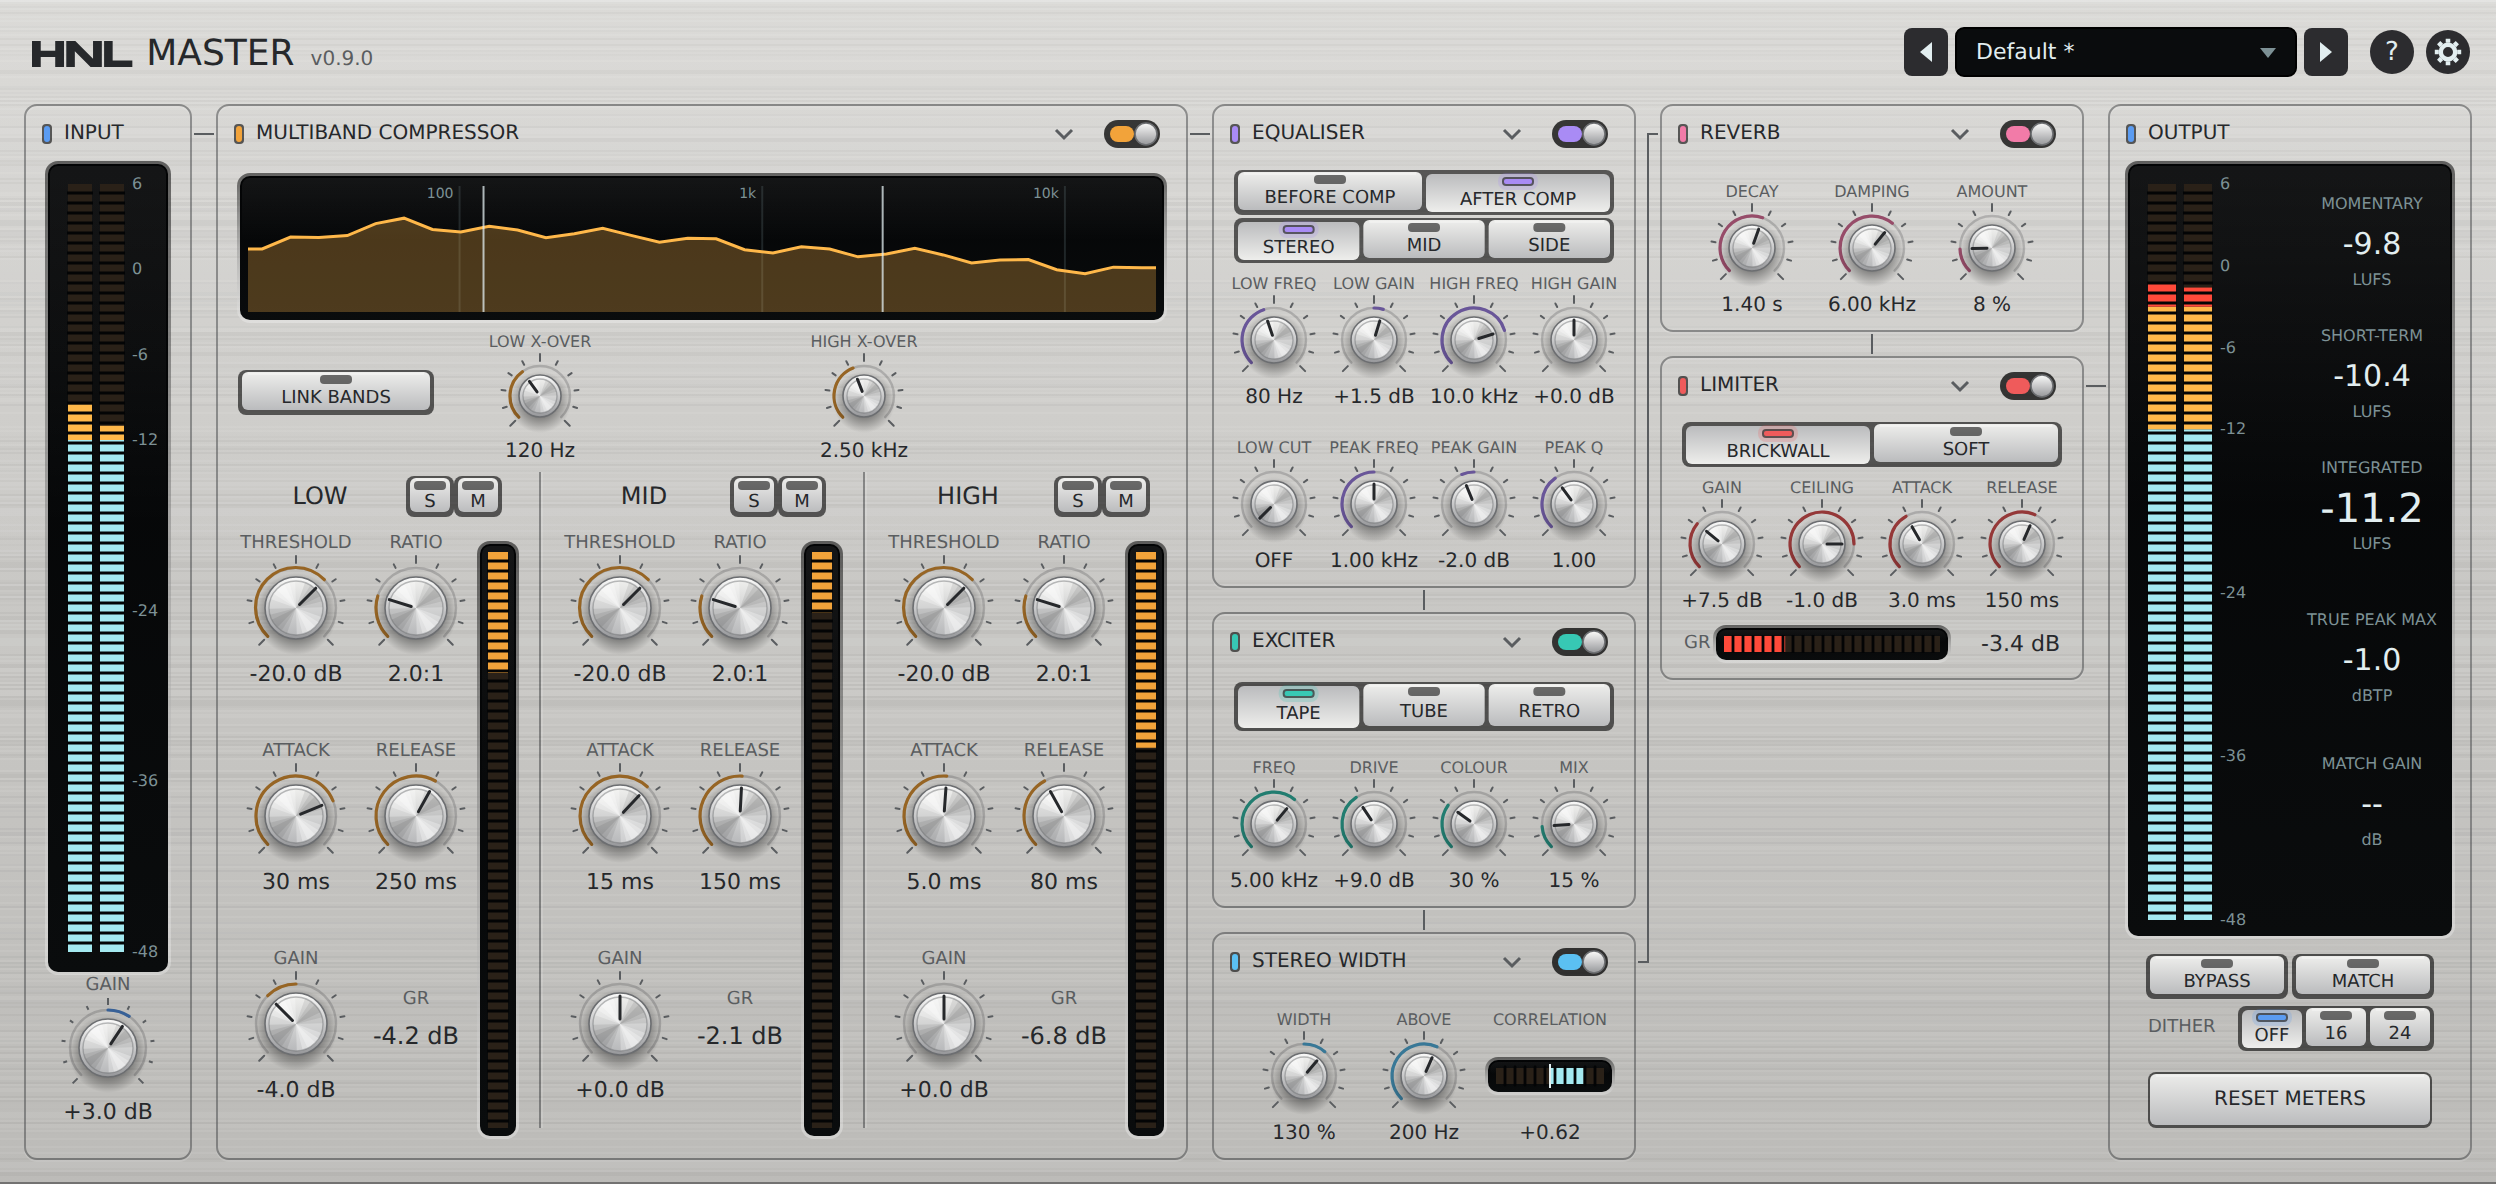 HNL MASTER v0.9.0
Default *
?
INPUT
6
0
-6
-12
-24
-36
-48
GAIN
+3.0 dB
MULTIBAND COMPRESSOR
100 1k 10k
LOW X-OVER HIGH X-OVER
LINK BANDS
120 Hz 2.50 kHz
LOW S M
THRESHOLD RATIO
-20.0 dB 2.0:1
ATTACK RELEASE
30 ms 250 ms
GAIN GR
-4.2 dB
-4.0 dB
MID S M
THRESHOLD RATIO
-20.0 dB 2.0:1
ATTACK RELEASE
15 ms 150 ms
GAIN GR
-2.1 dB
+0.0 dB
HIGH S M
THRESHOLD RATIO
-20.0 dB 2.0:1
ATTACK RELEASE
5.0 ms 80 ms
GAIN GR
-6.8 dB
+0.0 dB
EQUALISER
BEFORE COMP AFTER COMP
STEREO MID SIDE
LOW FREQ LOW GAIN HIGH FREQ HIGH GAIN
80 Hz +1.5 dB 10.0 kHz +0.0 dB
LOW CUT PEAK FREQ PEAK GAIN PEAK Q
OFF 1.00 kHz -2.0 dB 1.00
EXCITER
TAPE TUBE RETRO
FREQ DRIVE COLOUR MIX
5.00 kHz +9.0 dB 30 % 15 %
STEREO WIDTH
WIDTH ABOVE CORRELATION
130 % 200 Hz +0.62
REVERB
DECAY DAMPING AMOUNT
1.40 s 6.00 kHz 8 %
LIMITER
BRICKWALL SOFT
GAIN CEILING ATTACK RELEASE
+7.5 dB -1.0 dB 3.0 ms 150 ms
GR -3.4 dB
OUTPUT
6
0
-6
-12
-24
-36
-48
MOMENTARY
-9.8
LUFS
SHORT-TERM
-10.4
LUFS
INTEGRATED
-11.2
LUFS
TRUE PEAK MAX
-1.0
dBTP
MATCH GAIN
--
dB
BYPASS MATCH
DITHER OFF 16 24
RESET METERS